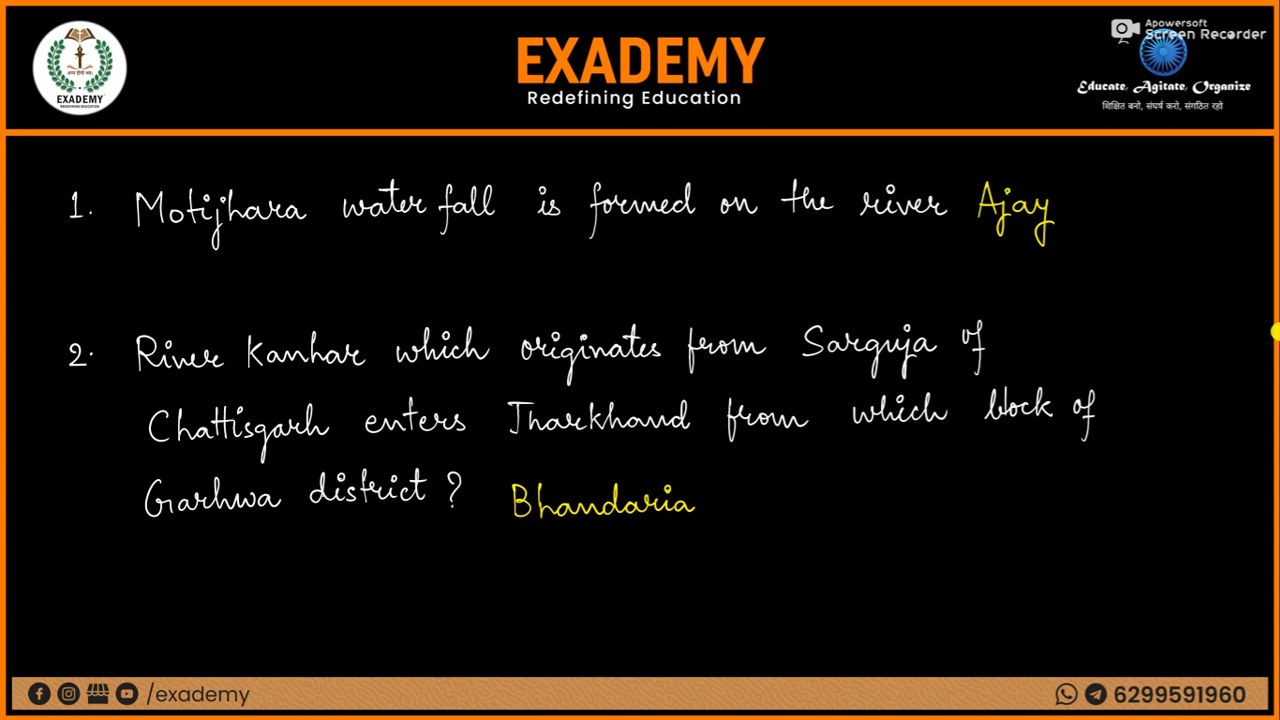 EXADEMY
Redefining Education
EXADEMY
REDEFINING EDUCATION
Apowersoft
Screen Recorder
Educate, Agitate, Organize
शिक्षित बनो, संघर्ष करो, संगठित रहो
1. Motijhara waterfall is formed on the river Ajay
2. River Kanhar which originates from Sarguja of
Chattisgarh enters Jharkhand from which block of
Garhwa district ? Bhandaria
/exademy
6299591960